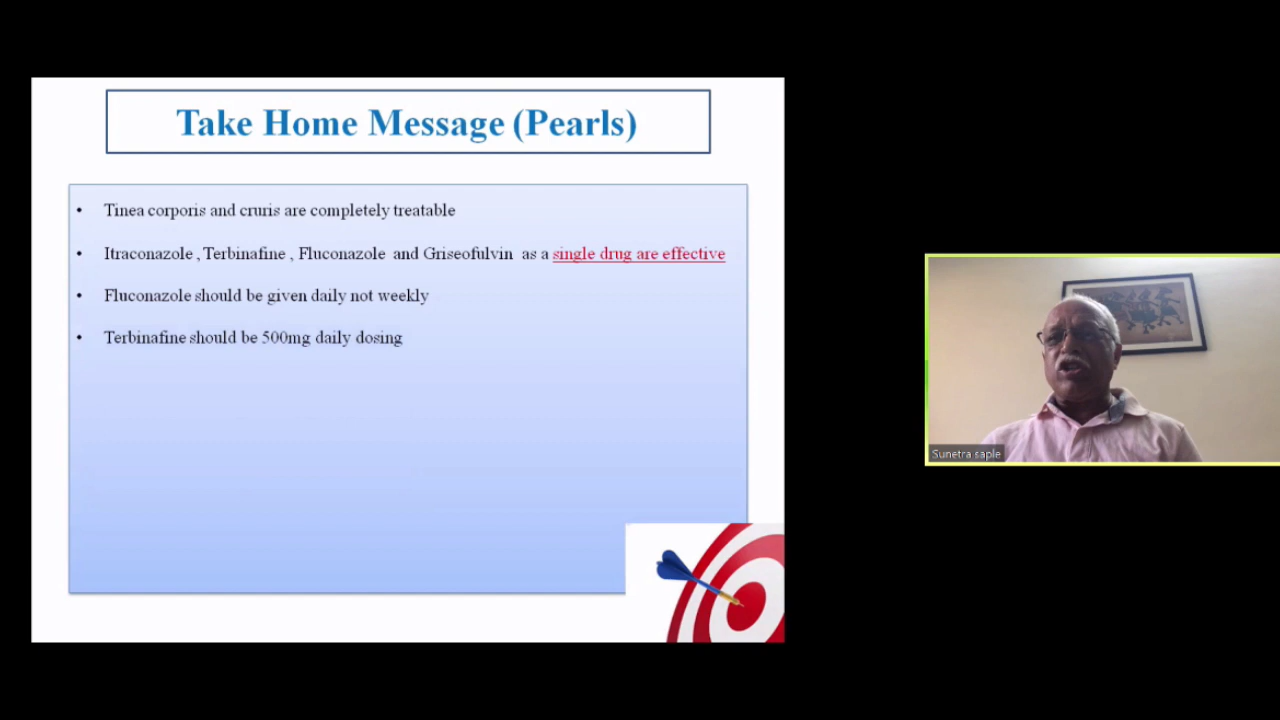 Take Home Message (Pearls)
• Tinea corporis and cruris are completely treatable
• Itraconazole , Terbinafine , Fluconazole and Griseofulvin as a single drug are effective
• Fluconazole should be given daily not weekly
• Terbinafine should be 500mg daily dosing
Sunetra saple